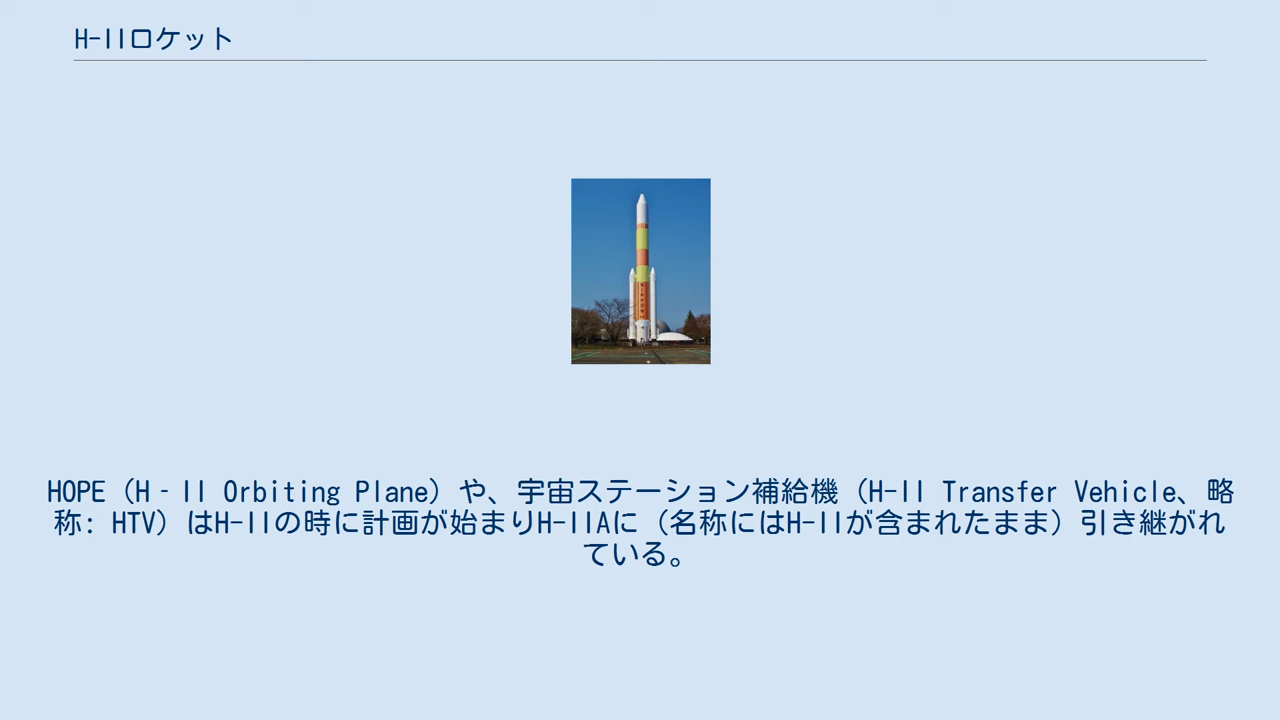 H-IIロケット
HOPE（H‐II Orbiting Plane）や、宇宙ステーション補給機（H-II Transfer Vehicle、略
称: HTV）はH-IIの時に計画が始まりH-IIAに（名称にはH-IIが含まれたまま）引き継がれ
ている。